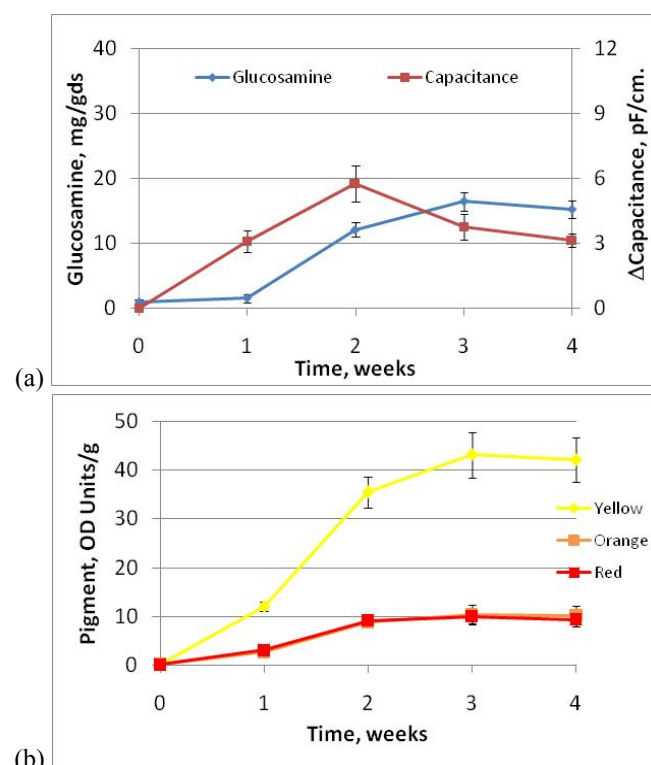 40
30
20
10
0
12
9
6
3
0
Glucosamine, mg/gds
Glucosamine
Capacitance
ΔCapacitance, pF/cm.
0 1 2 3 4
Time, weeks
(a)
50
40
30
20
10
0
Pigment, OD Units/g
Yellow
Orange
Red
0 1 2 3 4
Time, weeks
(b)